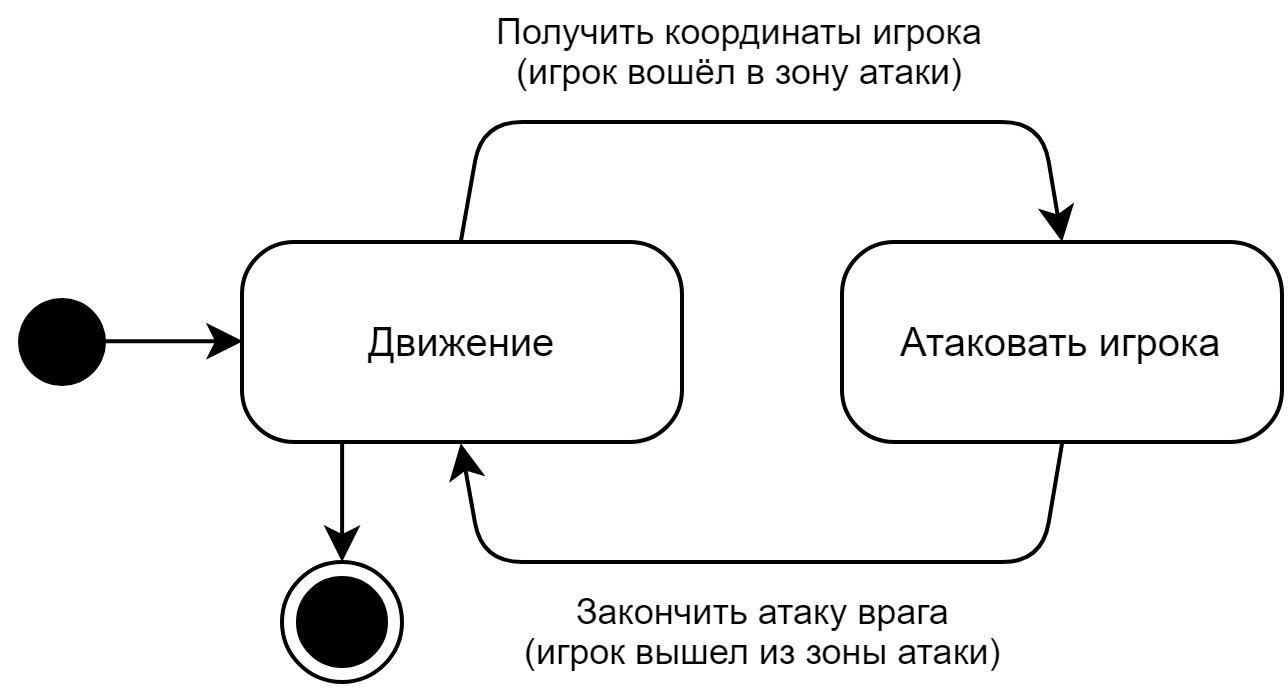 Получить координаты игрока
(игрок вошёл в зону атаки)
Движение
Атаковать игрока
Закончить атаку врага
(игрок вышел из зоны атаки)